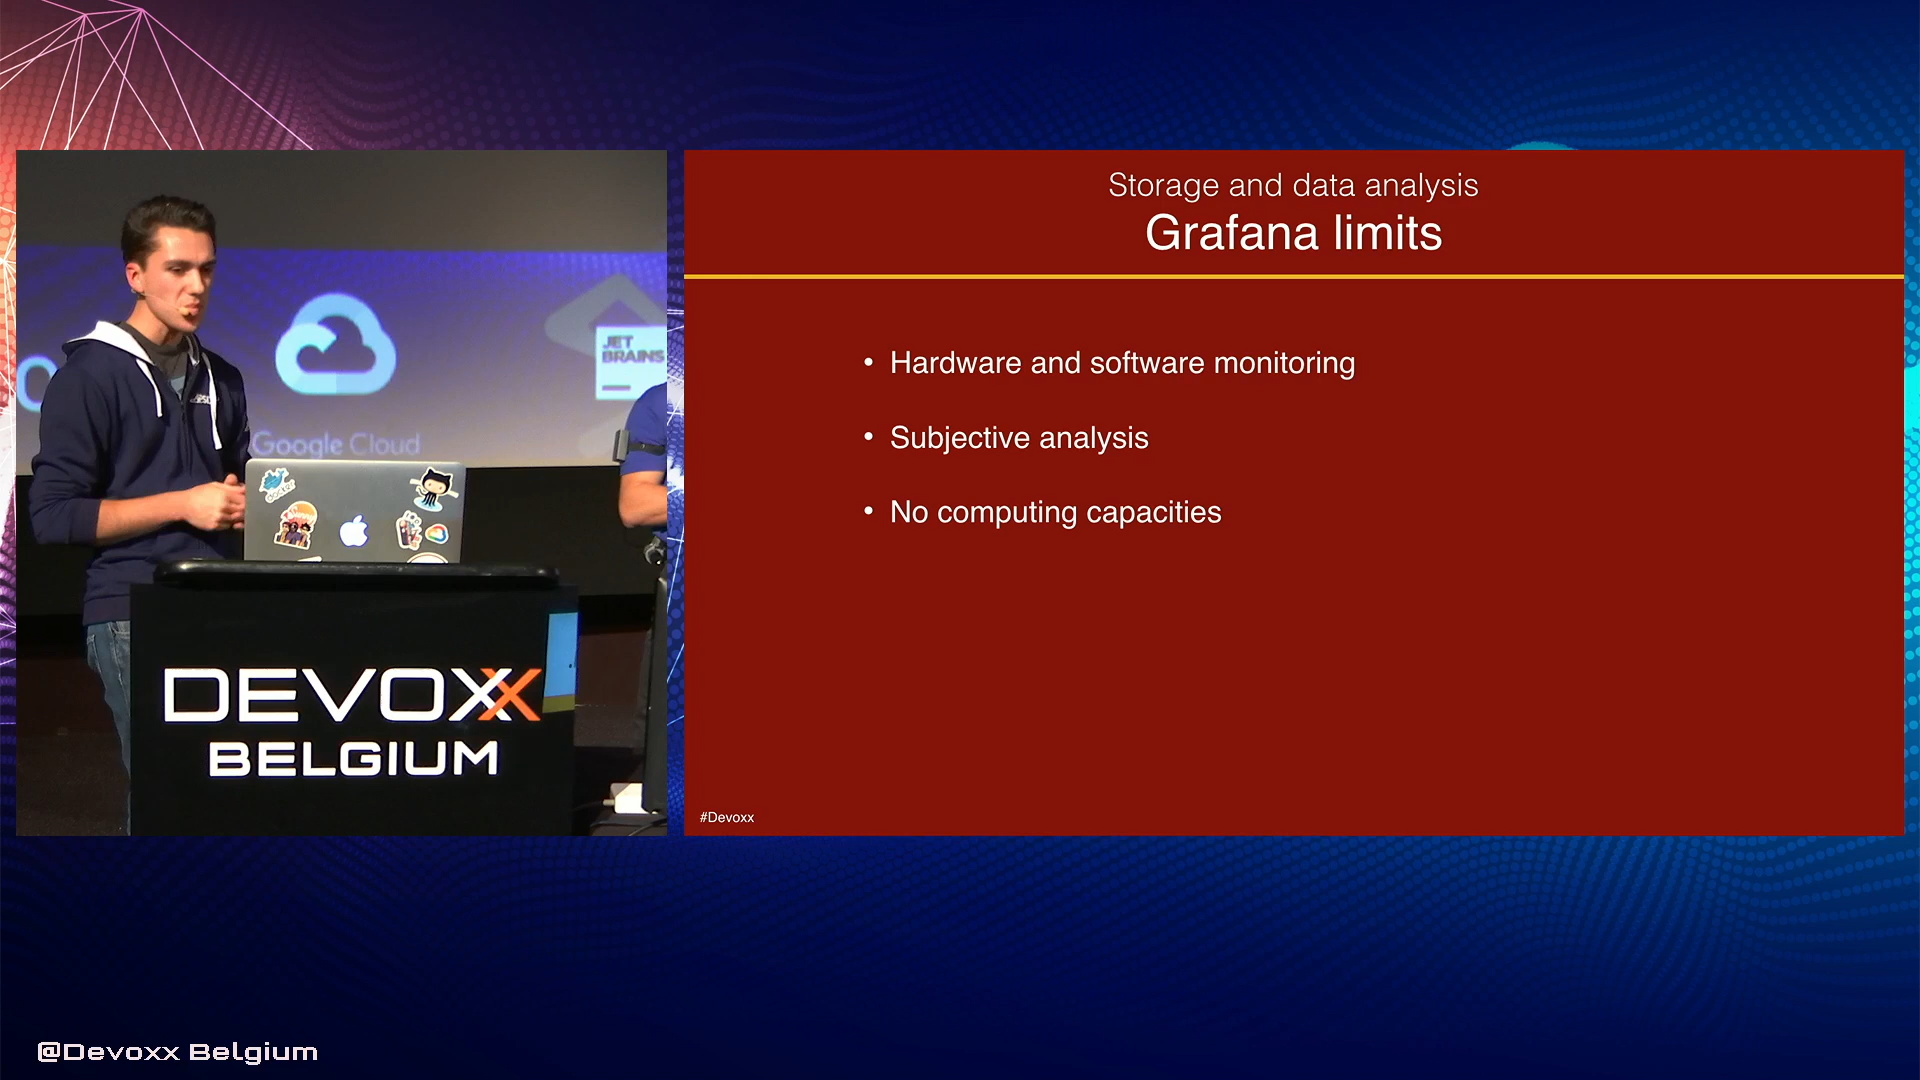 Storage and data analysis
Grafana limits
• Hardware and software monitoring
• Subjective analysis
• No computing capacities
#Devoxx
JET
BRAINS
Google Cloud
docker
DEVOXX
BELGIUM
@Devoxx Belgium